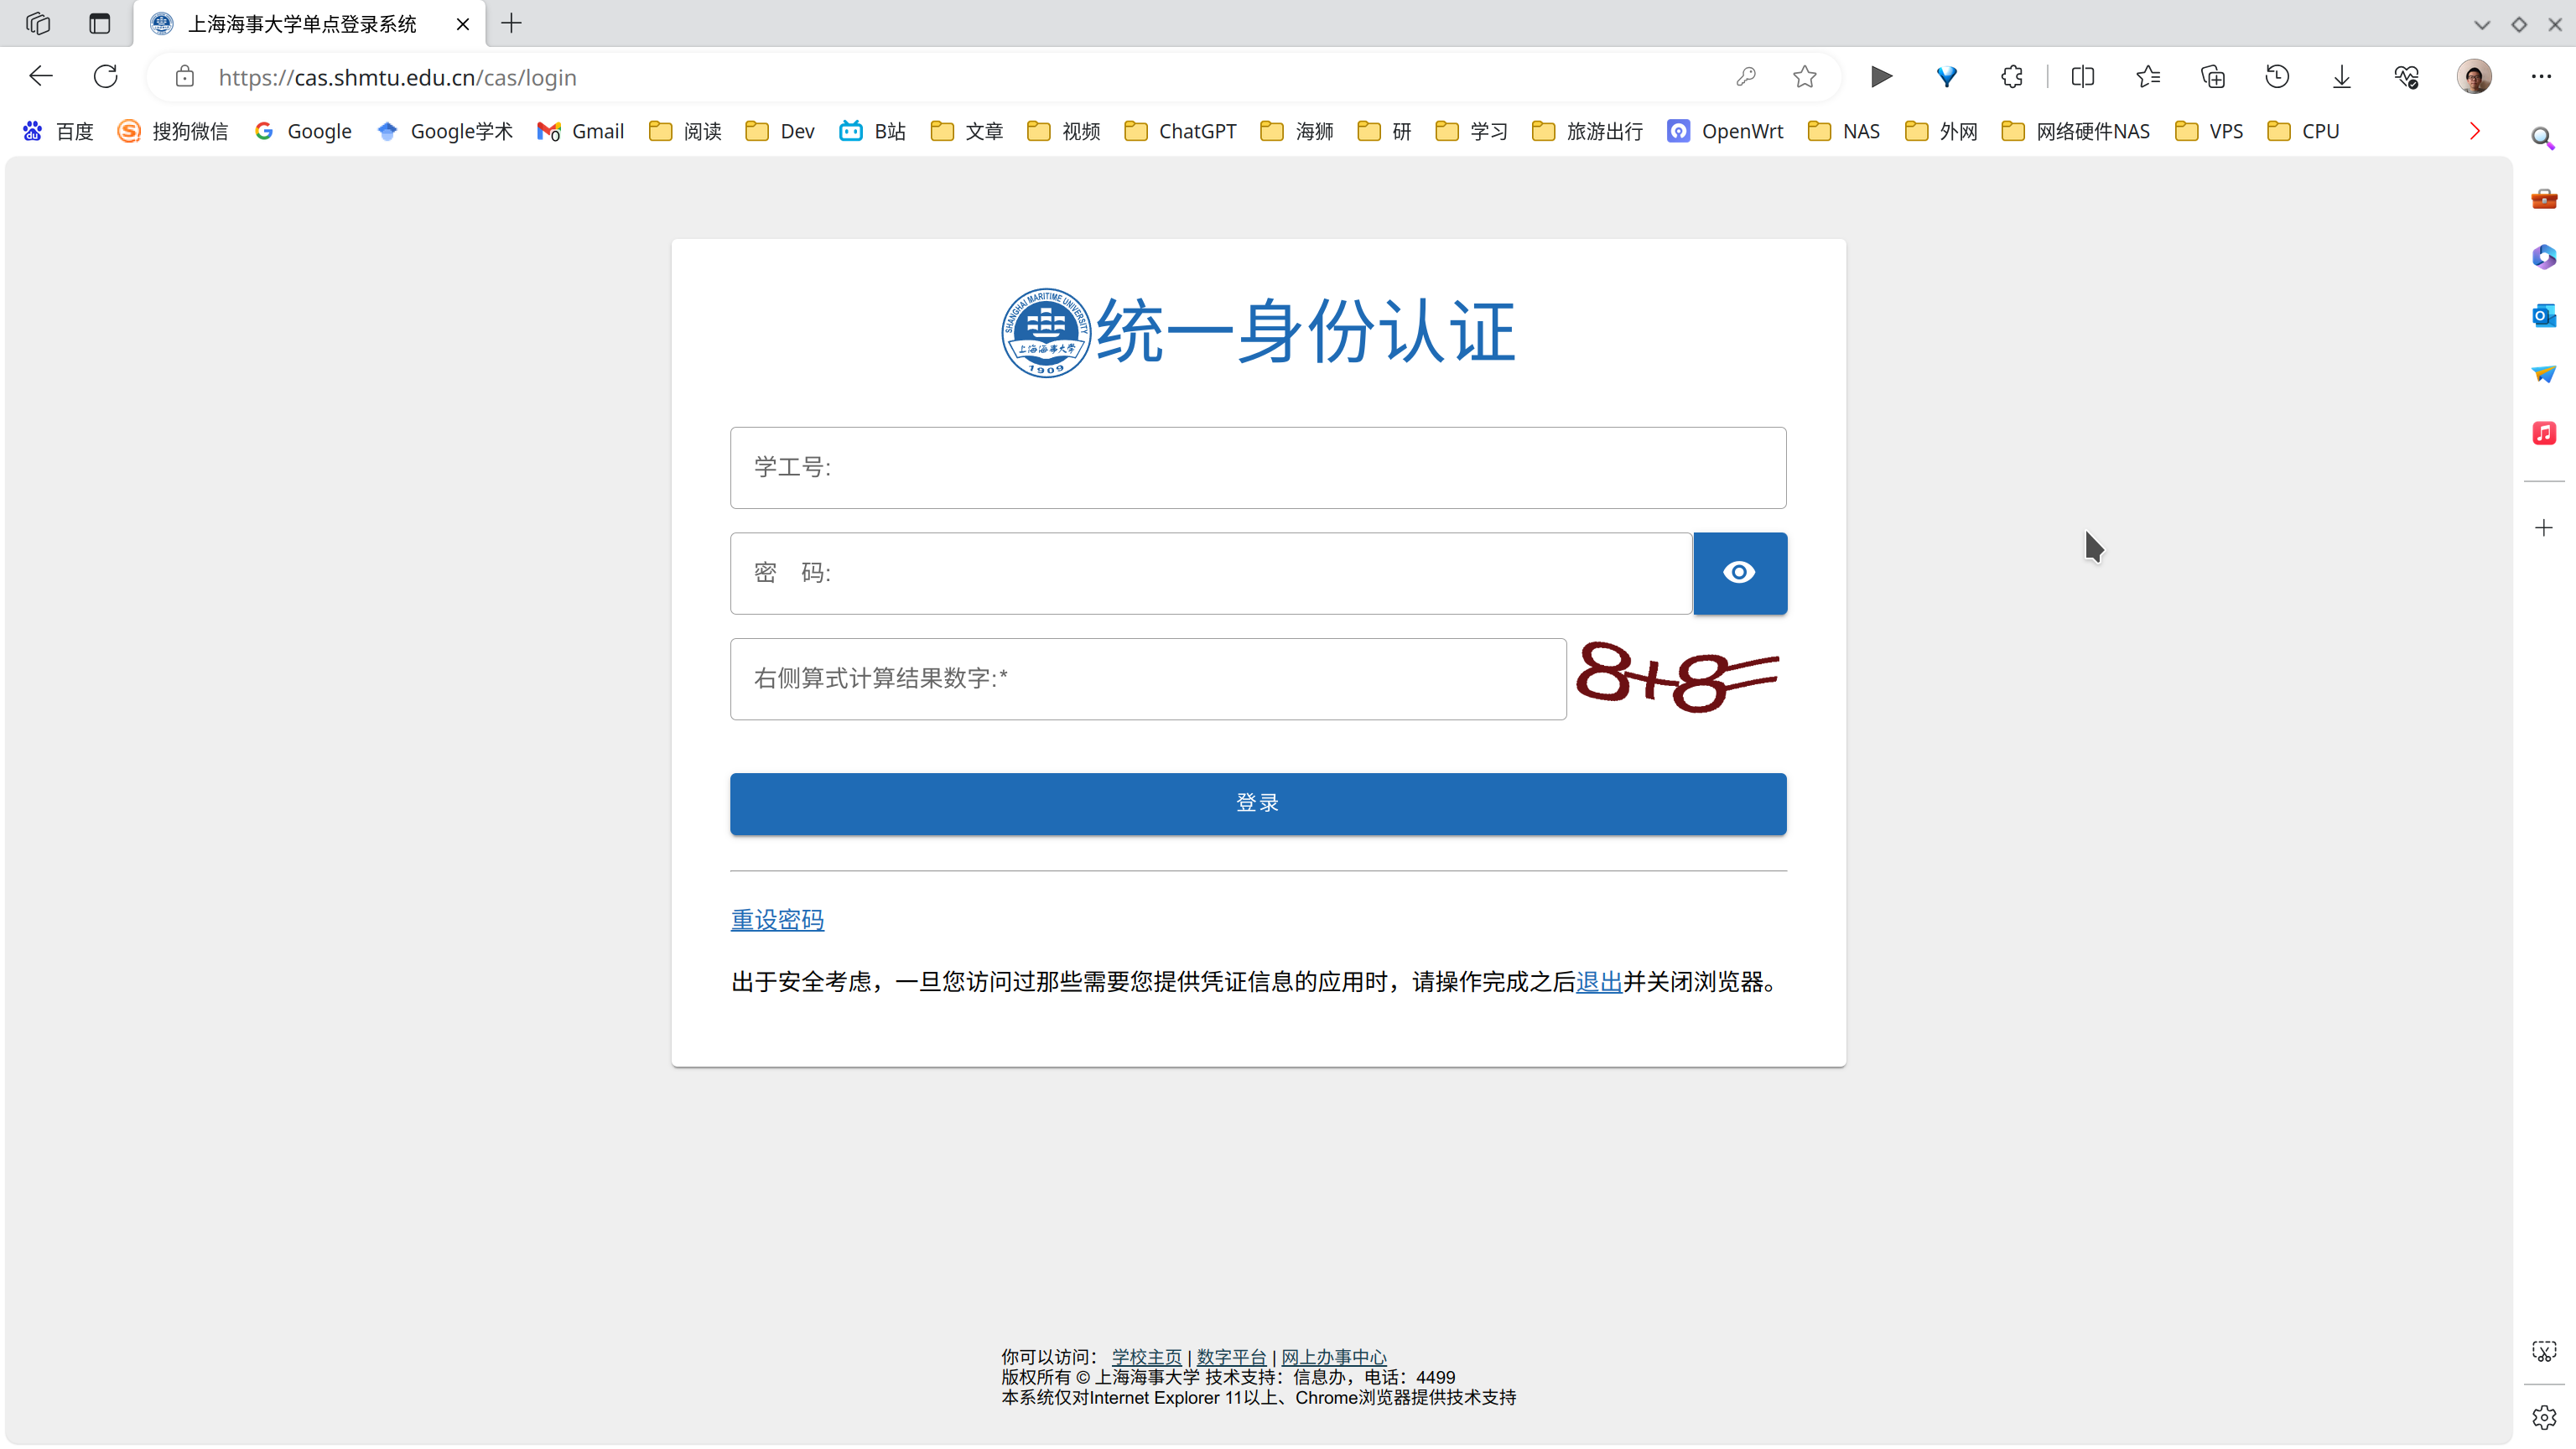 上海海事大学单点登录系统
https://cas.shmtu.edu.cn/cas/login
百度 搜狗微信 Google Google学术 Gmail 阅读 Dev B站 文章 视频 ChatGPT 海狮 研 学习 旅游出行 OpenWrt NAS 外网 网络硬件NAS VPS CPU
SHANGHAI MARITIME UNIVERSITY
上海海事大学
1909
统一身份认证
学工号:
密 码:
右侧算式计算结果数字:*
8+8=
登录
重设密码
出于安全考虑，一旦您访问过那些需要您提供凭证信息的应用时，请操作完成之后退出并关闭浏览器。
你可以访问： 学校主页 | 数字平台 | 网上办事中心
版权所有 © 上海海事大学 技术支持：信息办，电话：4499
本系统仅对Internet Explorer 11以上、Chrome浏览器提供技术支持